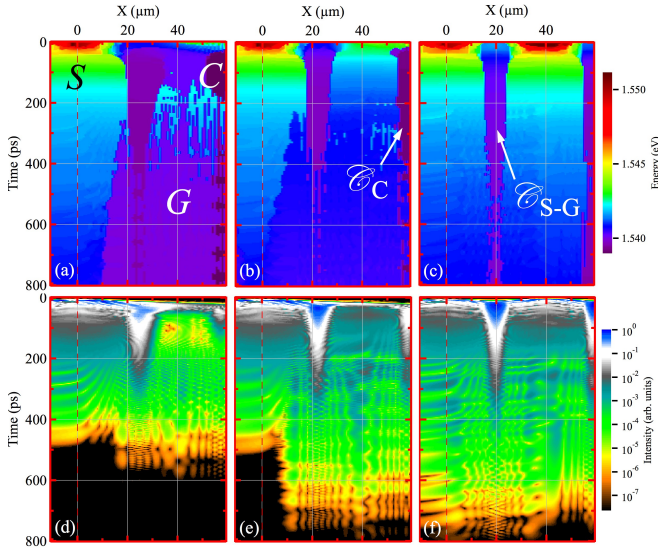 X (µm) X (µm) X (µm)
0 20 40 0 20 40 0 20 40
0
200
400
600
800
Time (ps)
S C
G
𝒞C
𝒞S-G
(a) (b) (c)
1.550
1.545
1.540
Energy (eV)
0
200
400
600
800
Time (ps)
(d) (e) (f)
10^0
10^-1
10^-2
10^-3
10^-4
10^-5
10^-6
10^-7
Intensity (arb. units)